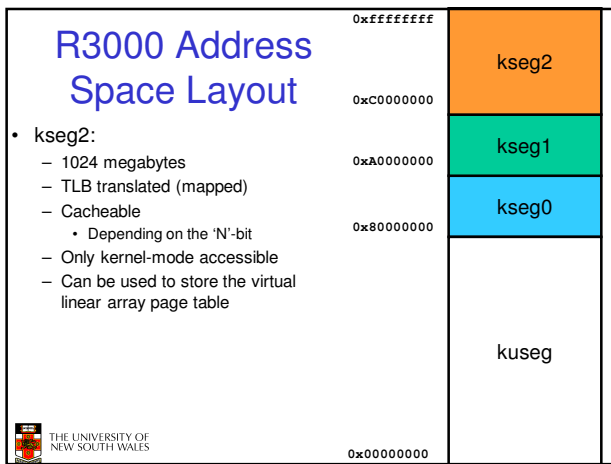 R3000 Address
Space Layout
• kseg2:
– 1024 megabytes
– TLB translated (mapped)
– Cacheable
• Depending on the ‘N’-bit
– Only kernel-mode accessible
– Can be used to store the virtual
linear array page table
THE UNIVERSITY OF
NEW SOUTH WALES
0xffffffff
kseg2
0xC0000000
kseg1
0xA0000000
kseg0
0x80000000
kuseg
0x00000000